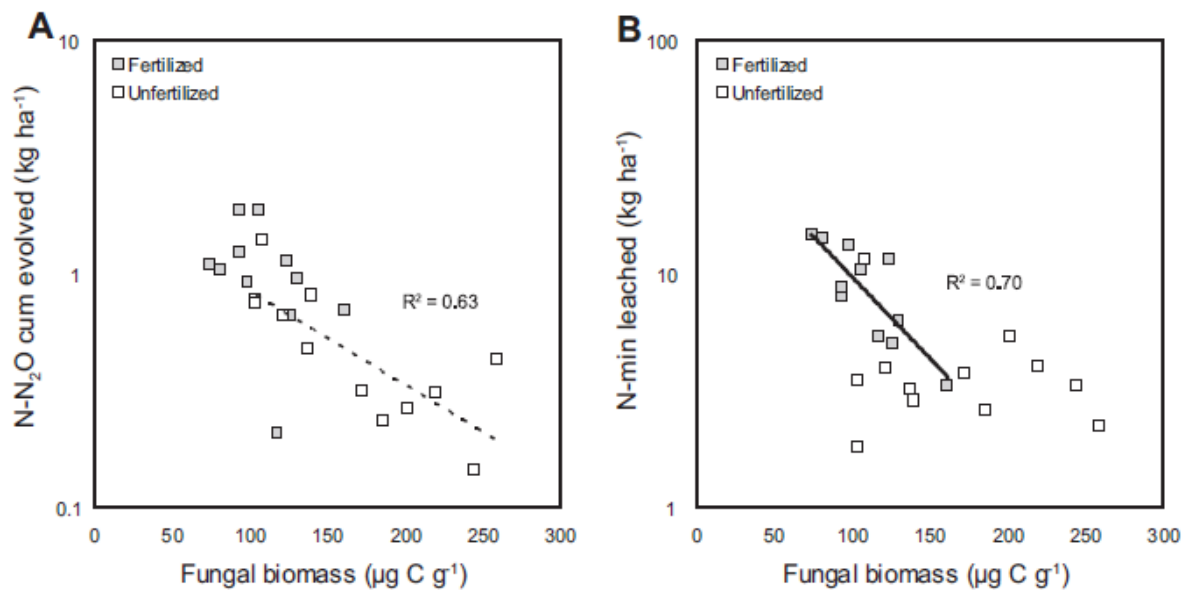 A
10
1
0.1
N-N₂O cum evolved (kg ha⁻¹)
Fertilized
Unfertilized
R² = 0.63
0 50 100 150 200 250 300
Fungal biomass (µg C g⁻¹)
B
100
10
1
N-min leached (kg ha⁻¹)
Fertilized
Unfertilized
R² = 0.70
0 50 100 150 200 250 300
Fungal biomass (µg C g⁻¹)